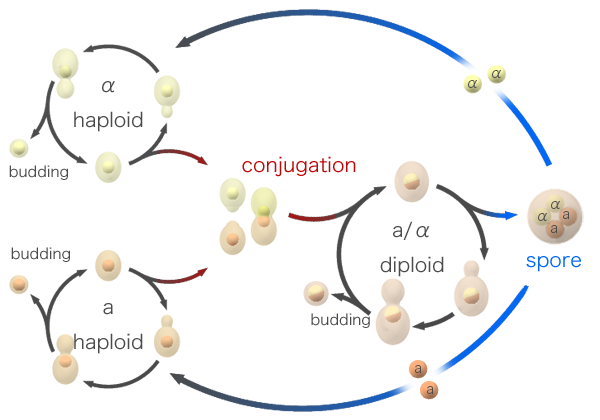 α
haploid
budding
α
α
conjugation
a/α
diploid
budding
α
α
a
a
spore
budding
a
haploid
a
a